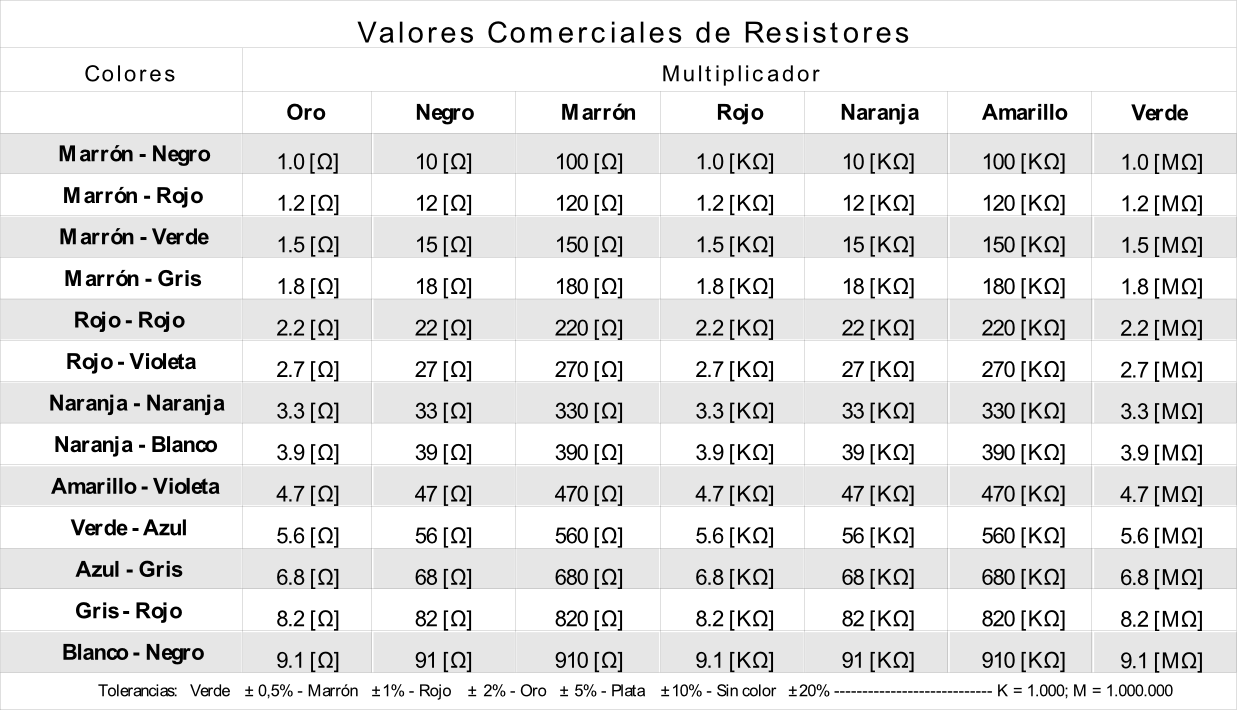 Valores Comerciales de Resistores
Colores Multiplicador
Oro Negro Marrón Rojo Naranja Amarillo Verde
Marrón - Negro 1.0 [Ω] 10 [Ω] 100 [Ω] 1.0 [KΩ] 10 [KΩ] 100 [KΩ] 1.0 [MΩ]
Marrón - Rojo 1.2 [Ω] 12 [Ω] 120 [Ω] 1.2 [KΩ] 12 [KΩ] 120 [KΩ] 1.2 [MΩ]
Marrón - Verde 1.5 [Ω] 15 [Ω] 150 [Ω] 1.5 [KΩ] 15 [KΩ] 150 [KΩ] 1.5 [MΩ]
Marrón - Gris 1.8 [Ω] 18 [Ω] 180 [Ω] 1.8 [KΩ] 18 [KΩ] 180 [KΩ] 1.8 [MΩ]
Rojo - Rojo 2.2 [Ω] 22 [Ω] 220 [Ω] 2.2 [KΩ] 22 [KΩ] 220 [KΩ] 2.2 [MΩ]
Rojo - Violeta 2.7 [Ω] 27 [Ω] 270 [Ω] 2.7 [KΩ] 27 [KΩ] 270 [KΩ] 2.7 [MΩ]
Naranja - Naranja 3.3 [Ω] 33 [Ω] 330 [Ω] 3.3 [KΩ] 33 [KΩ] 330 [KΩ] 3.3 [MΩ]
Naranja - Blanco 3.9 [Ω] 39 [Ω] 390 [Ω] 3.9 [KΩ] 39 [KΩ] 390 [KΩ] 3.9 [MΩ]
Amarillo - Violeta 4.7 [Ω] 47 [Ω] 470 [Ω] 4.7 [KΩ] 47 [KΩ] 470 [KΩ] 4.7 [MΩ]
Verde - Azul 5.6 [Ω] 56 [Ω] 560 [Ω] 5.6 [KΩ] 56 [KΩ] 560 [KΩ] 5.6 [MΩ]
Azul - Gris 6.8 [Ω] 68 [Ω] 680 [Ω] 6.8 [KΩ] 68 [KΩ] 680 [KΩ] 6.8 [MΩ]
Gris - Rojo 8.2 [Ω] 82 [Ω] 820 [Ω] 8.2 [KΩ] 82 [KΩ] 820 [KΩ] 8.2 [MΩ]
Blanco - Negro 9.1 [Ω] 91 [Ω] 910 [Ω] 9.1 [KΩ] 91 [KΩ] 910 [KΩ] 9.1 [MΩ]
Tolerancias: Verde ± 0,5% - Marrón ±1% - Rojo ± 2% - Oro ± 5% - Plata ±10% - Sin color ±20% ---------------------------- K = 1.000; M = 1.000.000